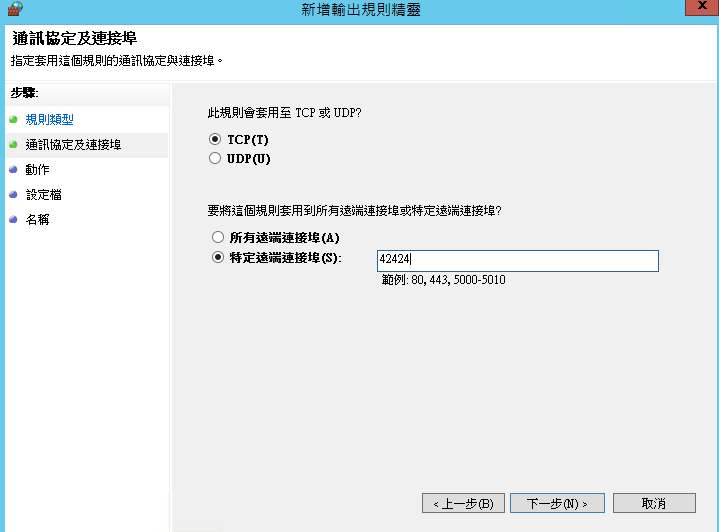 新增輸出規則精靈
x
通訊協定及連接埠
指定套用這個規則的通訊協定與連接埠。
步驟:
規則類型
通訊協定及連接埠
動作
設定檔
名稱
此規則會套用至 TCP 或 UDP?
TCP(T)
UDP(U)
要將這個規則套用到所有遠端連接埠或特定遠端連接埠?
所有遠端連接埠(A)
特定遠端連接埠(S): 42424
範例: 80, 443, 5000-5010
< 上一步(B) 下一步(N) > 取消